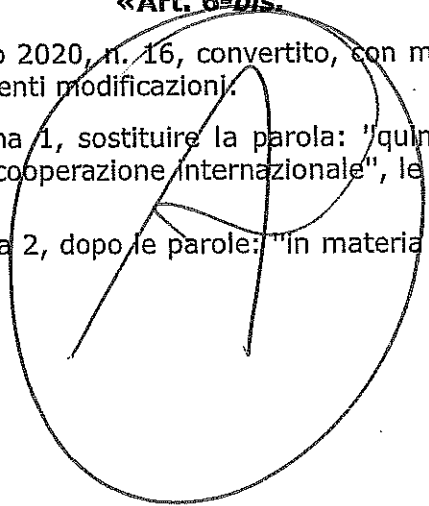 «Art. 6-bis.
o 2020, n. 16, convertito, con m
enti modificazioni:
na 1, sostituire la parola: "quin
cooperazione internazionale", le
a 2, dopo le parole: "in materia